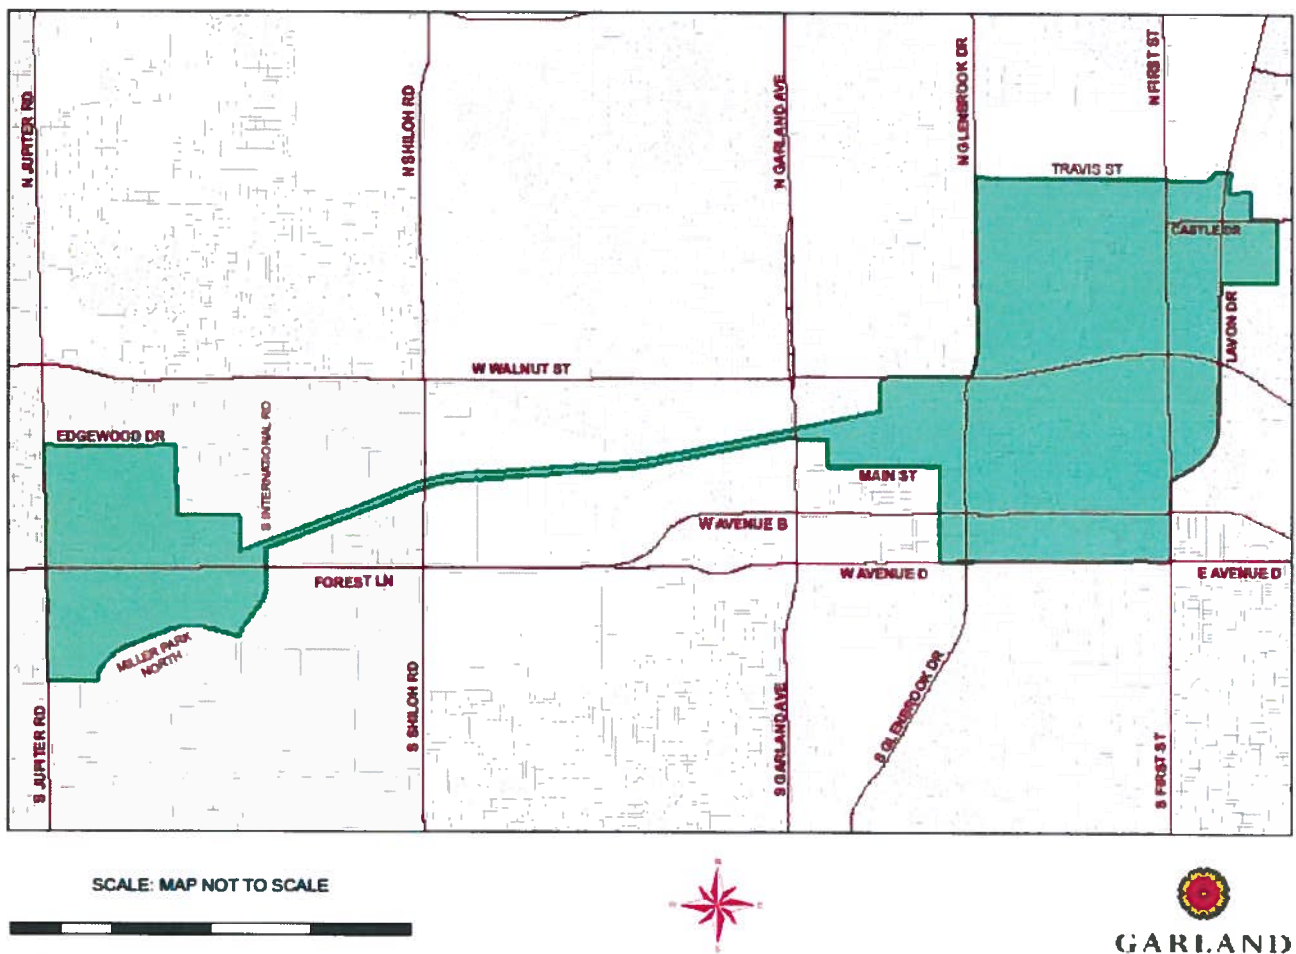 N JUPITER RD
N SHILOH RD
N GARLAND AVE
N GLENBROOK DR
N FIRST ST
TRAVIS ST
CASTLE DR
LAVON DR
W WALNUT ST
EDGEWOOD DR
S INTERNATIONAL RD
MAIN ST
W AVENUE B
FOREST LN
W AVENUE D
E AVENUE D
MILLER PARK
NORTH
S JUPITER RD
S SHILOH RD
S GARLAND AVE
S GLENBROOK DR
S FIRST ST
SCALE: MAP NOT TO SCALE
N
E
S
GARLAND